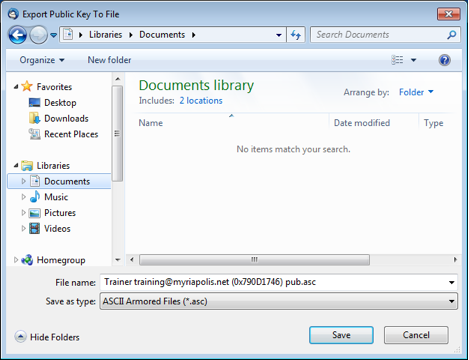 Export Public Key To File
Libraries Documents
Search Documents
Organize New folder
Favorites
Desktop
Downloads
Recent Places
Libraries
Documents
Music
Pictures
Videos
Homegroup
Documents library
Includes: 2 locations
Arrange by: Folder
Name Date modified Type
No items match your search.
File name: Trainer training@myriapolis.net (0x790D1746) pub.asc
Save as type: ASCII Armored Files (*.asc)
Hide Folders
Save
Cancel